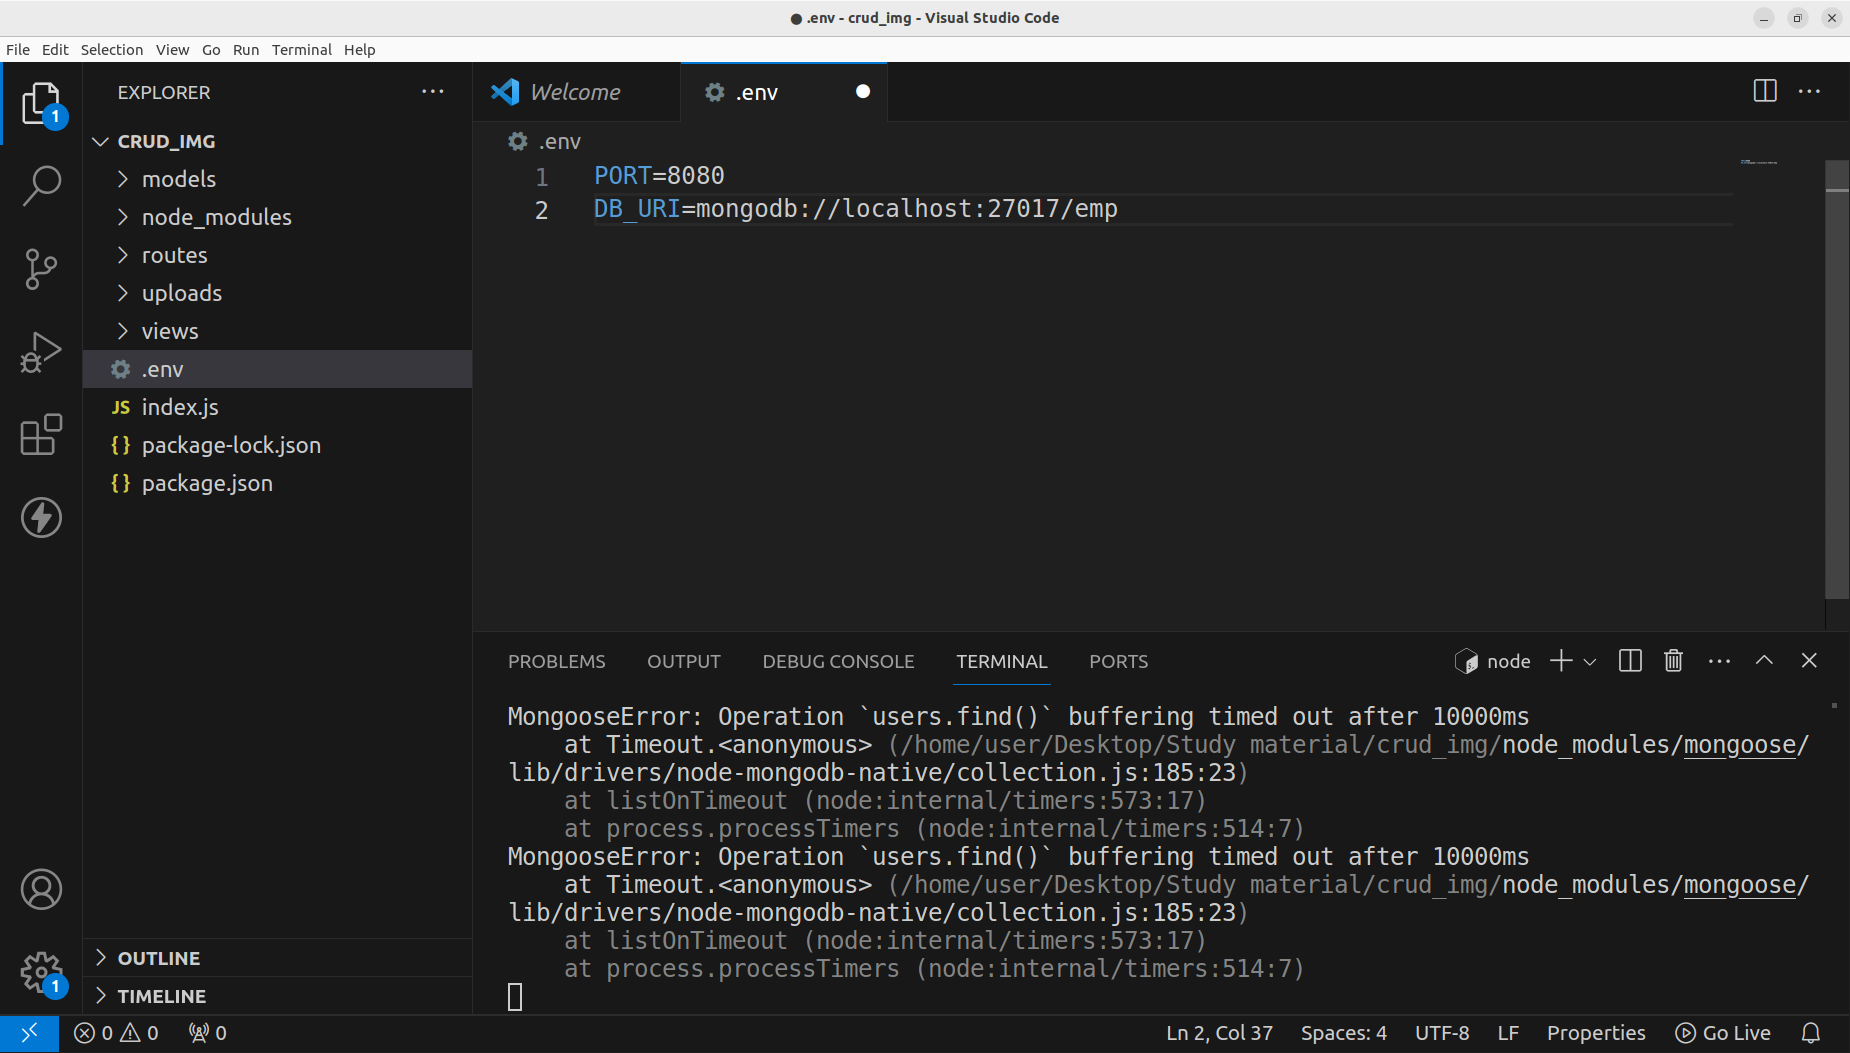 ● .env - crud_img - Visual Studio Code
File Edit Selection View Go Run Terminal Help
1
EXPLORER
Welcome
.env
CRUD_IMG
models
node_modules
routes
uploads
views
.env
JS index.js
{} package-lock.json
{} package.json
OUTLINE
TIMELINE
1
.env
1 PORT=8080
2 DB_URI=mongodb://localhost:27017/emp
PROBLEMS OUTPUT DEBUG CONSOLE TERMINAL PORTS
node
MongooseError: Operation `users.find()` buffering timed out after 10000ms
    at Timeout.<anonymous> (/home/user/Desktop/Study material/crud_img/node_modules/mongoose/
lib/drivers/node-mongodb-native/collection.js:185:23)
    at listOnTimeout (node:internal/timers:573:17)
    at process.processTimers (node:internal/timers:514:7)
MongooseError: Operation `users.find()` buffering timed out after 10000ms
    at Timeout.<anonymous> (/home/user/Desktop/Study material/crud_img/node_modules/mongoose/
lib/drivers/node-mongodb-native/collection.js:185:23)
    at listOnTimeout (node:internal/timers:573:17)
    at process.processTimers (node:internal/timers:514:7)
0 0 0
Ln 2, Col 37 Spaces: 4 UTF-8 LF Properties Go Live